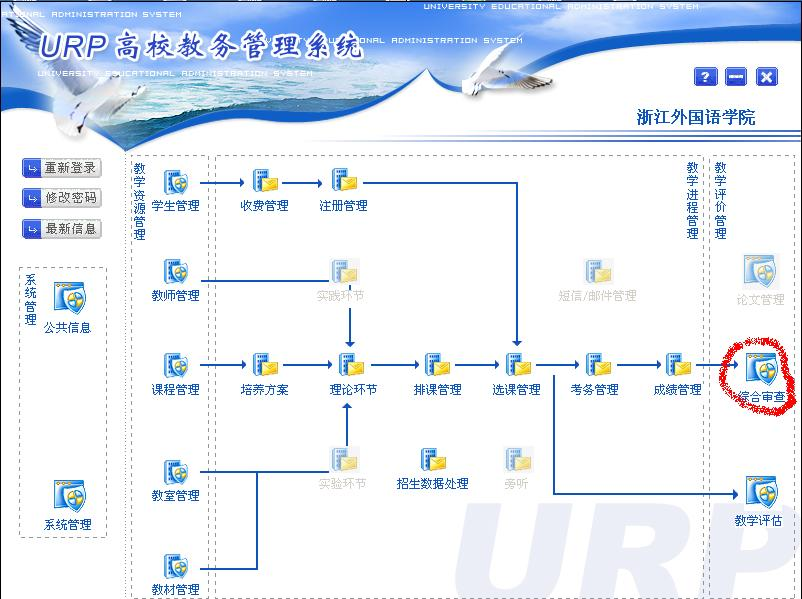 UNIVERSITY EDUCATIONAL ADMINISTRATION SYSTEM
ATIONAL ADMINISTRATION SYSTEM
URP 高校教务管理系统
ONAL ADMINISTRATION SYSTEM
UNIVERSITY EDUCATIONAL ADMINISTRATION SYSTEM
?
浙江外国语学院
重新登录
修改密码
最新信息
系统管理
公共信息
系统管理
教学资源管理
学生管理
收费管理
注册管理
教学进程管理
教学评价管理
教师管理
实践环节
短信/邮件管理
论文管理
课程管理
培养方案
理论环节
排课管理
选课管理
考务管理
成绩管理
综合审查
教室管理
实验环节
招生数据处理
旁听
教学评估
教材管理
URP